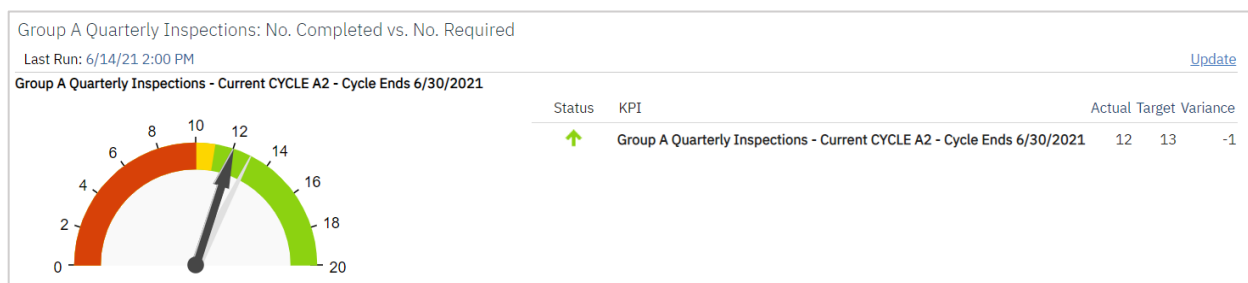 Group A Quarterly Inspections: No. Completed vs. No. Required
Last Run: 6/14/21 2:00 PM
Update
Group A Quarterly Inspections - Current CYCLE A2 - Cycle Ends 6/30/2021
0
2
4
6
8
10
12
14
16
18
20
Status KPI Actual Target Variance
Group A Quarterly Inspections - Current CYCLE A2 - Cycle Ends 6/30/2021 12 13 -1